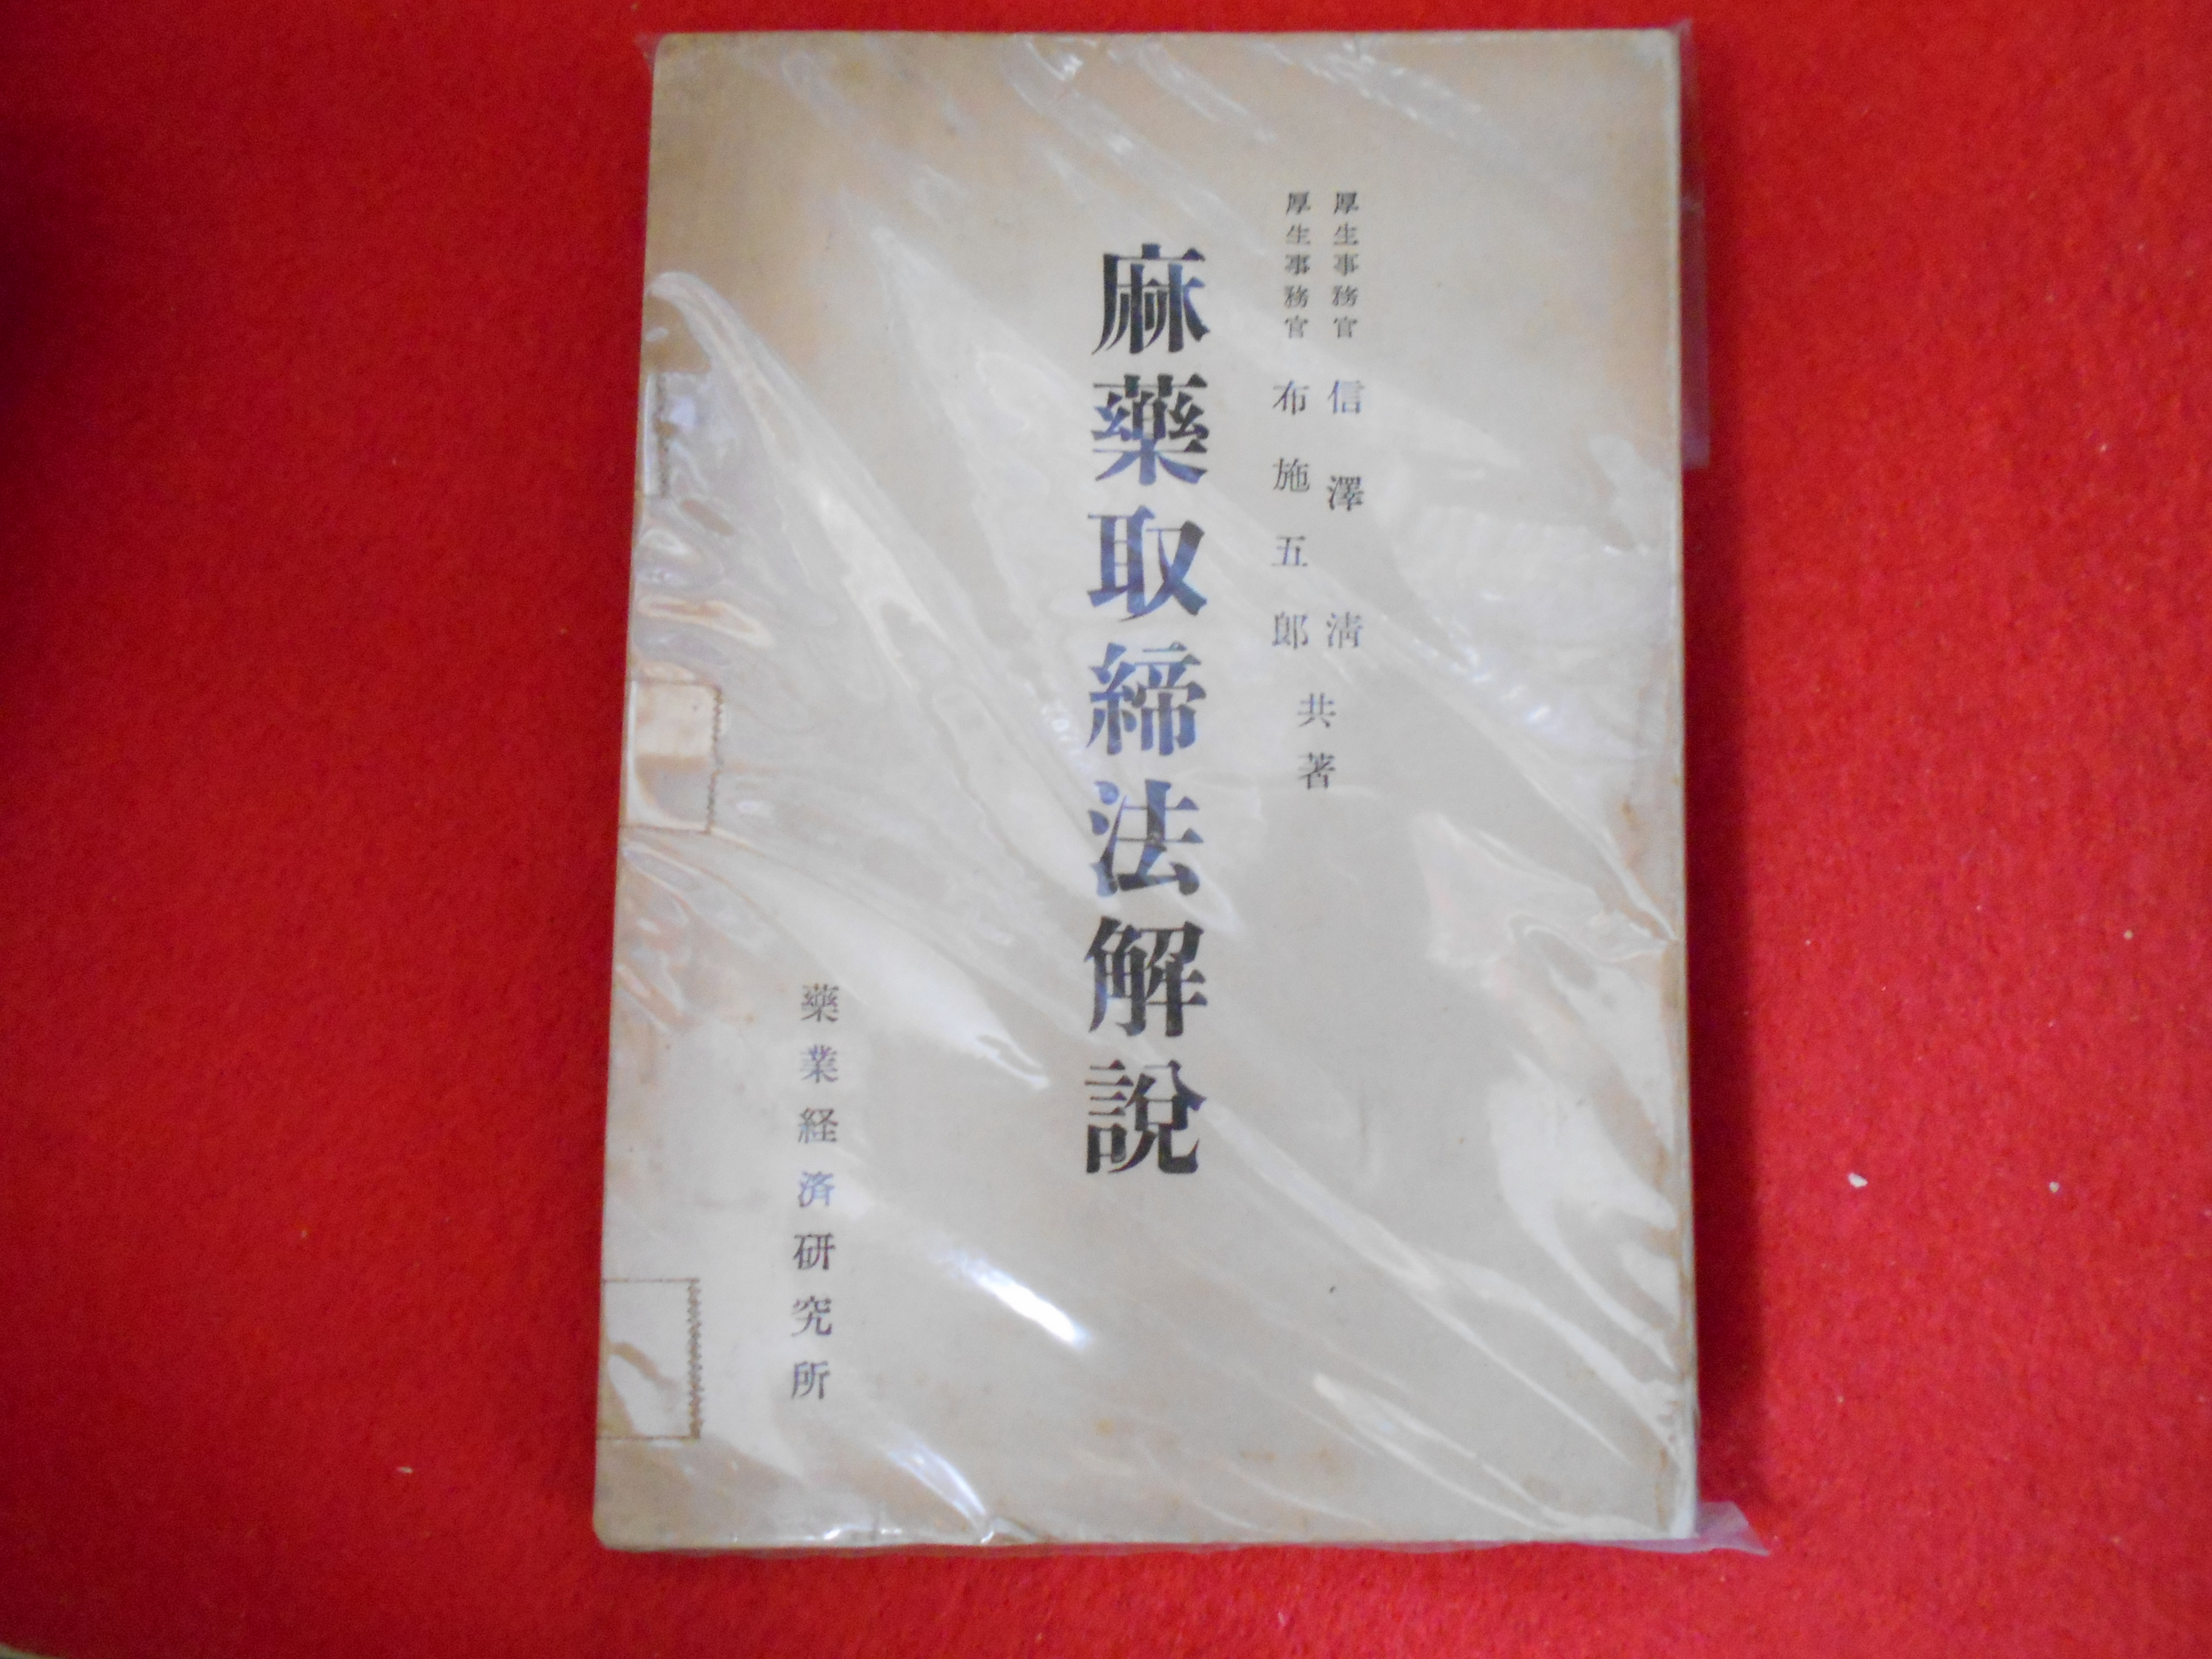 厚生事務官 信澤清
厚生事務官 布施五郎
共著
麻藥取締法解說
藥業経済研究所